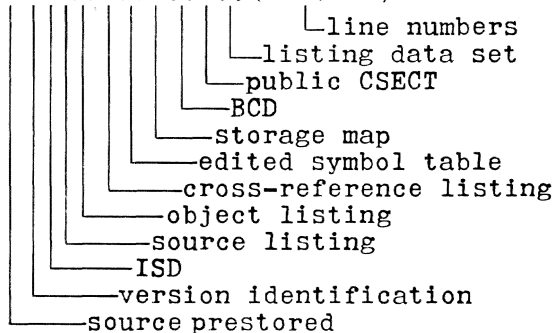 line numbers
listing data set
public CSECT
BCD
storage map
edited symbol table
cross-reference listing
object listing
source listing
ISD
version identification
source prestored